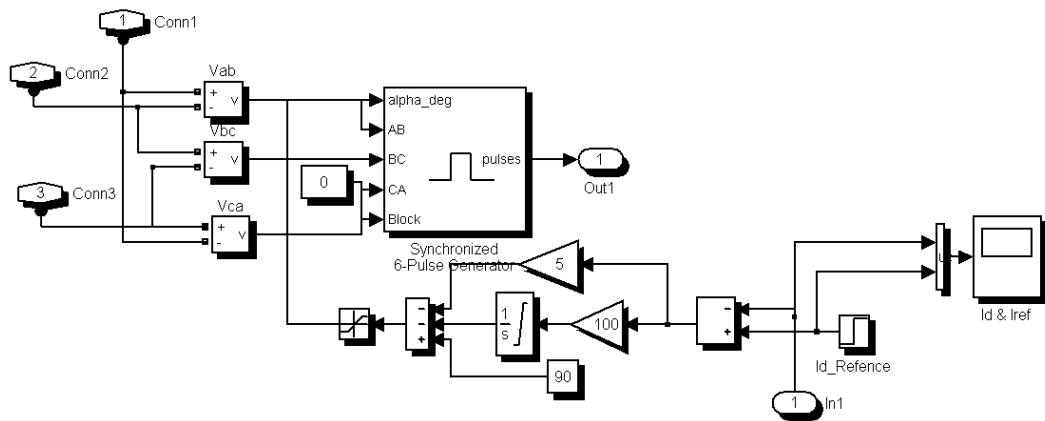 1
Conn1
2
Conn2
Vab
+
-
v
alpha_deg
AB
Vbc
+
-
v
BC
pulses
1
Out1
0
CA
3
Conn3
Vca
+
-
v
Block
Synchronized
6-Pulse Generator
5
Id & Iref
-
-
+
1
s
100
-
+
Id_Refence
90
1
In1